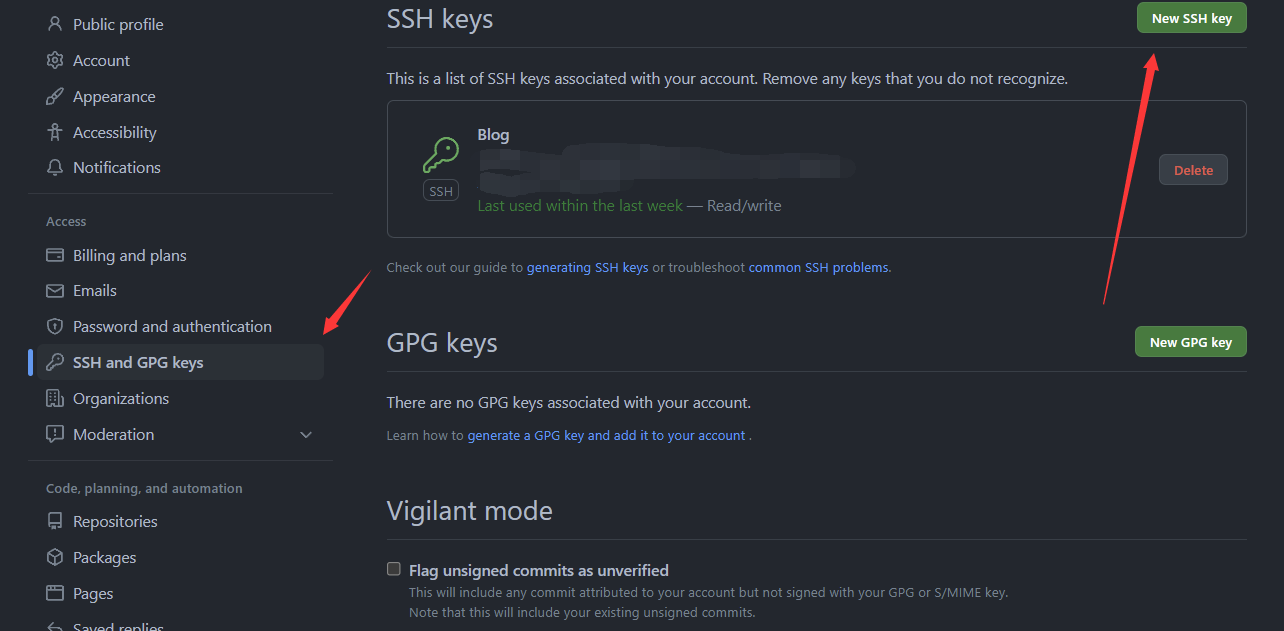 Public profile
Account
Appearance
Accessibility
Notifications
Access
Billing and plans
Emails
Password and authentication
SSH and GPG keys
Organizations
Moderation
Code, planning, and automation
Repositories
Packages
Pages
Saved replies
SSH keys
New SSH key
This is a list of SSH keys associated with your account. Remove any keys that you do not recognize.
Blog
SSH
Last used within the last week — Read/write
Delete
Check out our guide to generating SSH keys or troubleshoot common SSH problems.
GPG keys
New GPG key
There are no GPG keys associated with your account.
Learn how to generate a GPG key and add it to your account .
Vigilant mode
Flag unsigned commits as unverified
This will include any commit attributed to your account but not signed with your GPG or S/MIME key.
Note that this will include your existing unsigned commits.